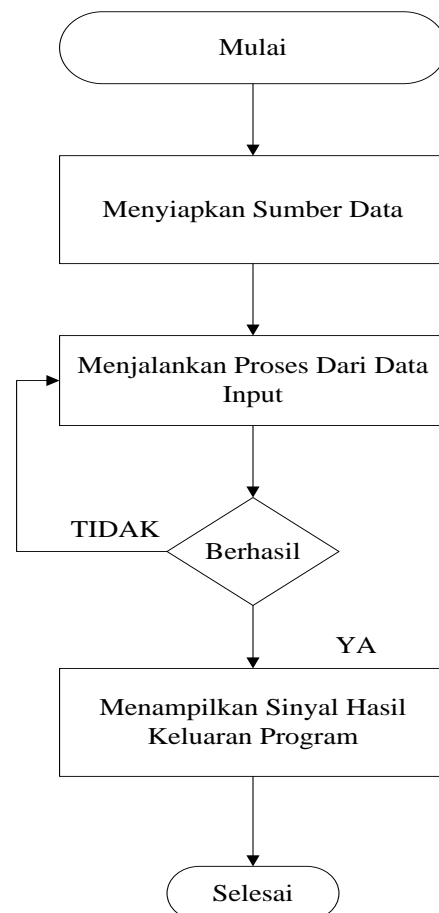 Mulai
Menyiapkan Sumber Data
Menjalankan Proses Dari Data
Input
TIDAK
Berhasil
YA
Menampilkan Sinyal Hasil
Keluaran Program
Selesai